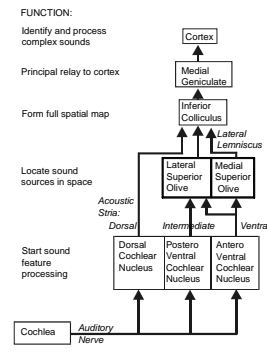 FUNCTION:
Identify and process
complex sounds
Cortex
Principal relay to cortex
Medial
Geniculate
Form full spatial map
Inferior
Colliculus
Lateral
Lemniscus
Locate sound
sources in space
Lateral
Superior
Olive
Medial
Superior
Olive
Acoustic
Stria:
Dorsal
Intermediate
Ventra
Start sound
feature
processing
Dorsal
Cochlear
Nucleus
Postero
Ventral
Cochlear
Nucleus
Antero
Ventral
Cochlear
Nucleus
Cochlea
Auditory
Nerve